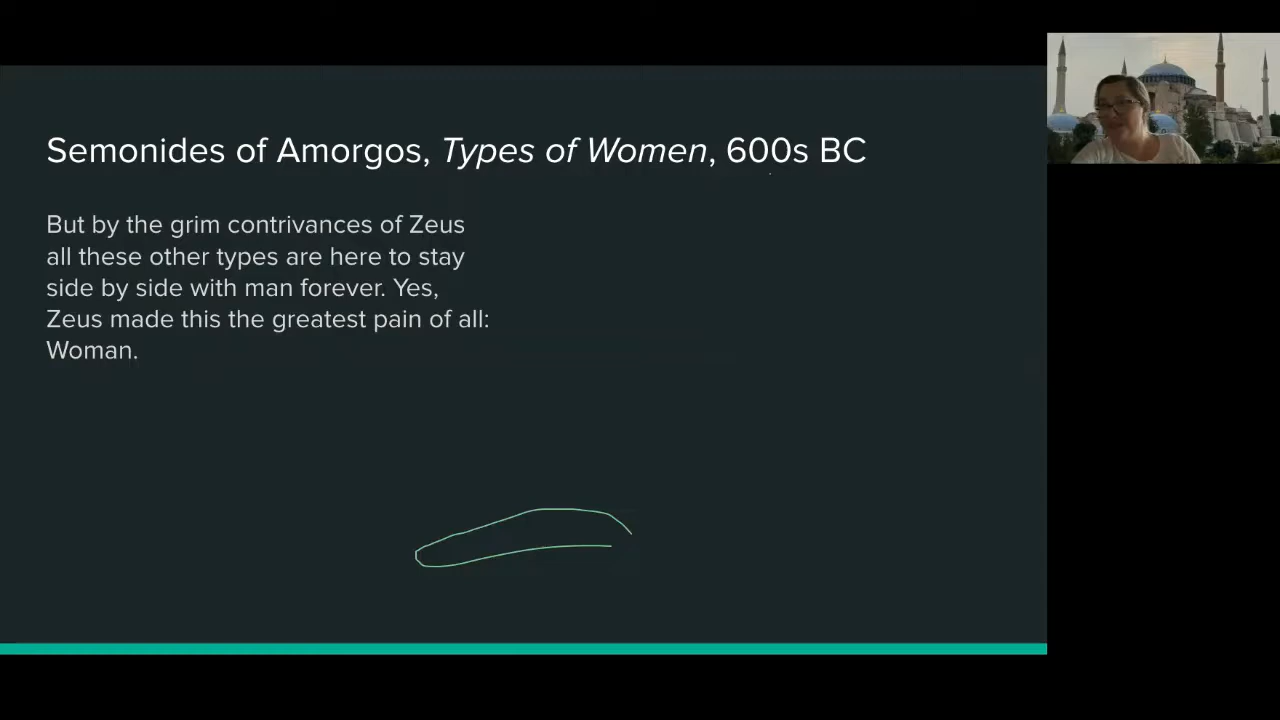 Semonides of Amorgos, Types of Women, 600s BC
But by the grim contrivances of Zeus
all these other types are here to stay
side by side with man forever. Yes,
Zeus made this the greatest pain of all:
Woman.